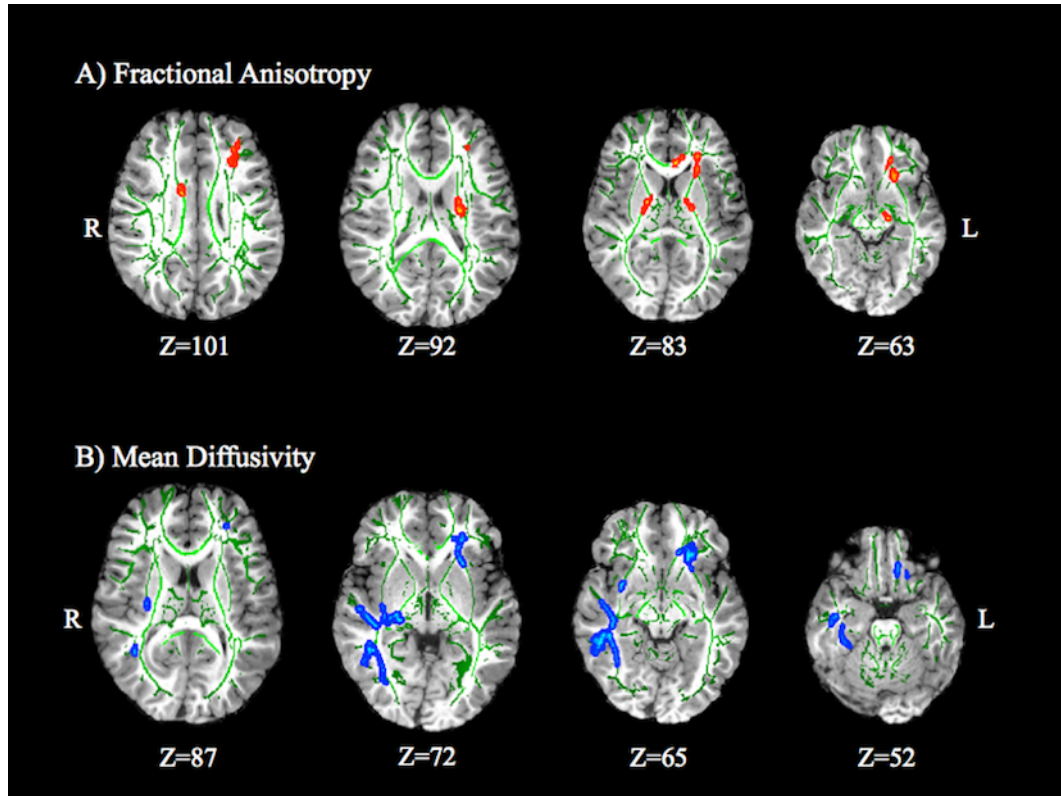 A) Fractional Anisotropy
R
L
Z=101
Z=92
Z=83
Z=63
B) Mean Diffusivity
R
L
Z=87
Z=72
Z=65
Z=52